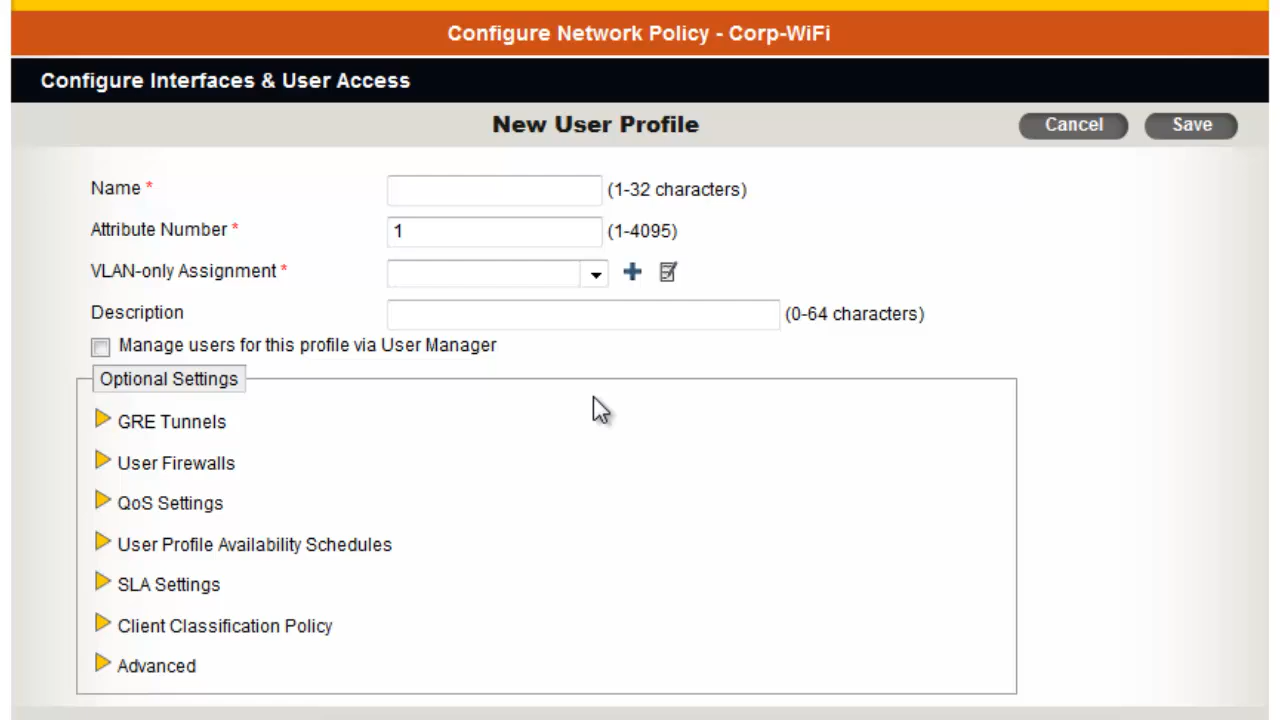 Configure Network Policy - Corp-WiFi
Configure Interfaces & User Access
New User Profile
Cancel
Save
Name * (1-32 characters)
Attribute Number * 1 (1-4095)
VLAN-only Assignment *
Description (0-64 characters)
Manage users for this profile via User Manager
Optional Settings
GRE Tunnels
User Firewalls
QoS Settings
User Profile Availability Schedules
SLA Settings
Client Classification Policy
Advanced